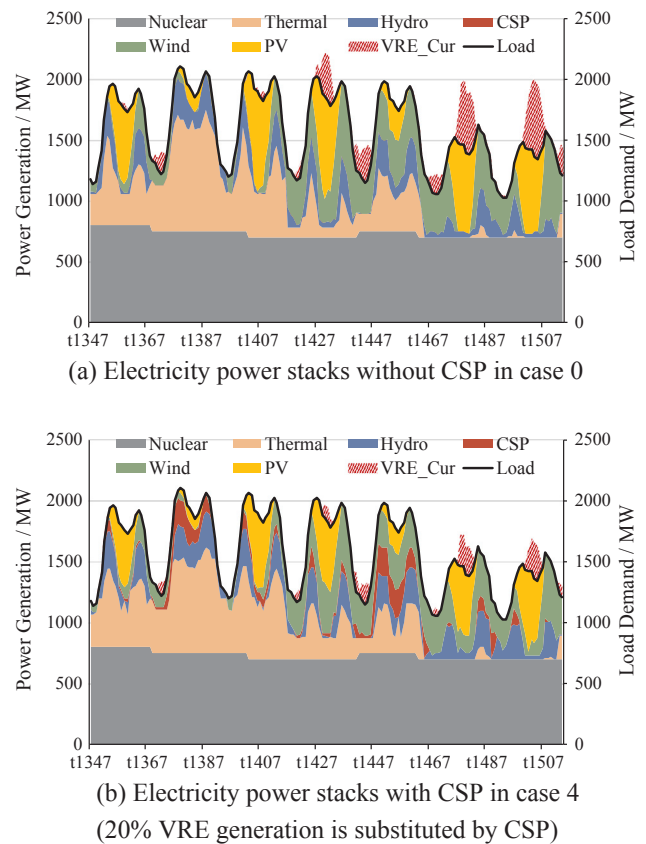 2500 Nuclear Thermal Hydro CSP 2500
Wind PV VRE_Cur Load
2000 2000
1500 1500
1000 1000
500 500
0 0
Power Generation / MW
Load Demand / MW
t1347 t1367 t1387 t1407 t1427 t1447 t1467 t1487 t1507
(a) Electricity power stacks without CSP in case 0
2500 2500
Nuclear Thermal Hydro CSP
Wind PV VRE_Cur Load
2000 2000
1500 1500
1000 1000
500 500
0 0
Power Generation / MW
Load Demand / MW
t1347 t1367 t1387 t1407 t1427 t1447 t1467 t1487 t1507
(b) Electricity power stacks with CSP in case 4
(20% VRE generation is substituted by CSP)